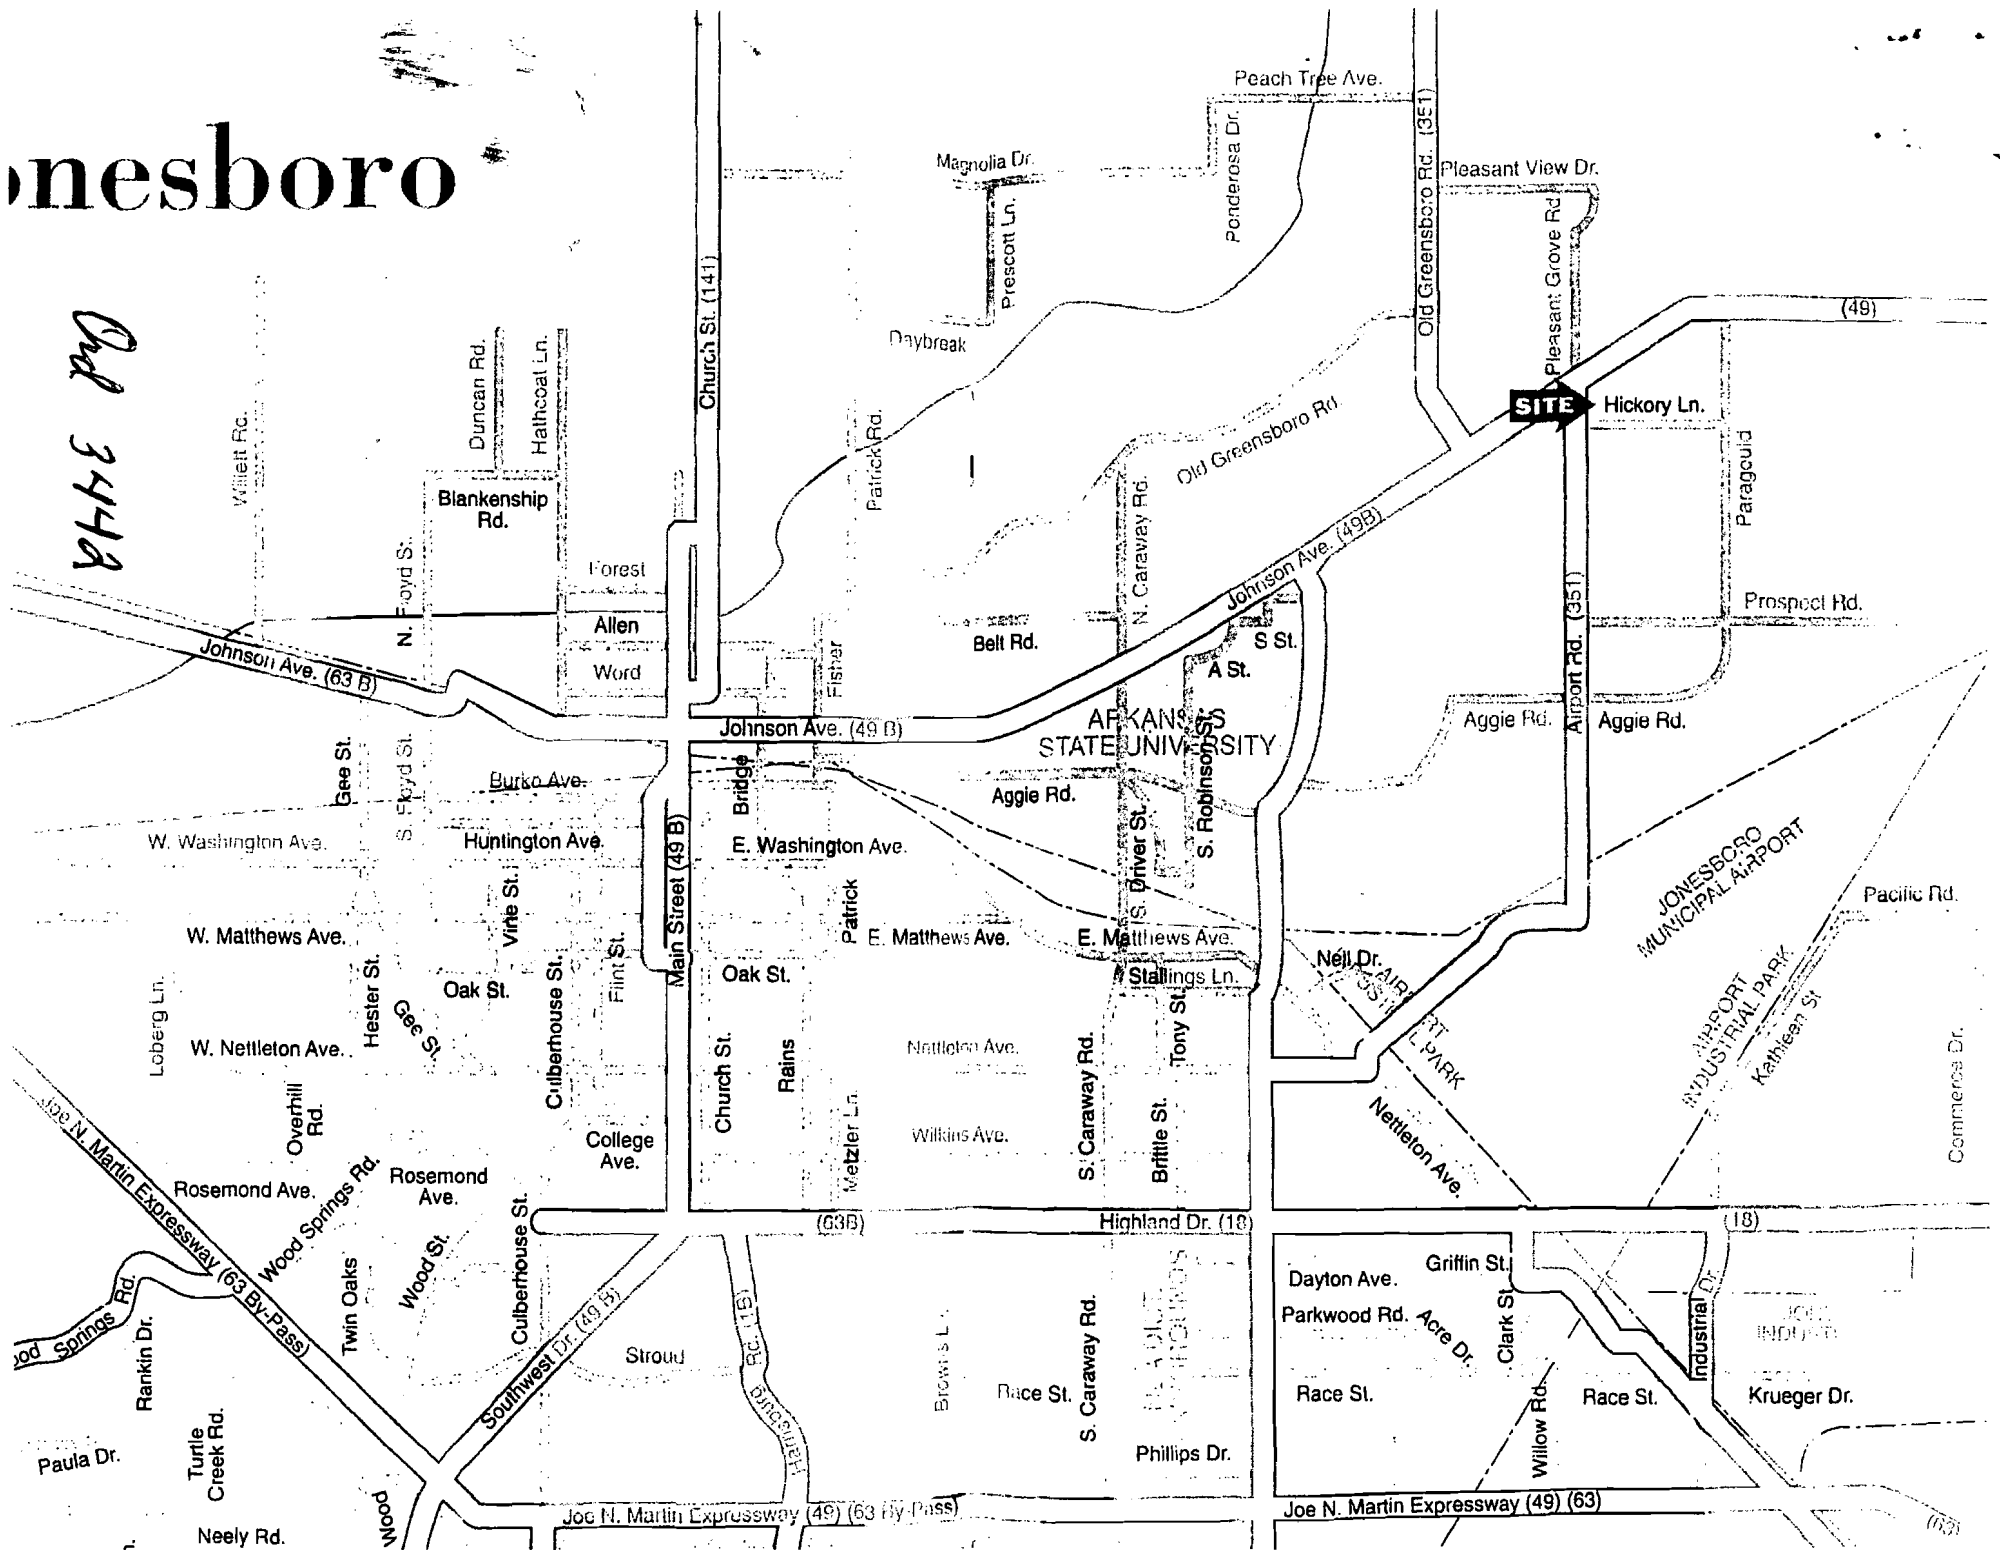 onesboro
Ord 3442
Peach Tree Ave.
Ponderosa Dr.
Magnolia Dr.
Prescott Ln.
Daybreak
Old Greensboro Rd. (351)
Pleasant View Dr.
Pleasant Grove Rd
(49)
SITE
Hickory Ln.
Paragould
Church St. (141)
Duncan Rd.
Hathcoat Ln.
Willett Rd.
Patrick Rd.
Old Greensboro Rd.
Blankenship
Rd.
N. Floyd St.
N. Caraway Rd.
Johnson Ave. (49B)
Forest
Allen
Word
Fisher
Belt Rd.
S St.
A St.
Airport Rd. (351)
Prospect Rd.
Johnson Ave. (63 B)
Johnson Ave. (49 B)
ARKANSAS
STATE UNIVERSITY
Aggie Rd.
Aggie Rd.
Gee St.
S. Floyd St.
Burke Ave.
Bridge
Aggie Rd.
S. Robinson St.
S. Driver St.
W. Washington Ave.
Huntington Ave.
Main Street (49 B)
E. Washington Ave.
JONESBORO
MUNICIPAL AIRPORT
Pacific Rd.
Vine St.
Flint St.
Patrick
W. Matthews Ave.
E. Matthews Ave.
E. Matthews Ave.
Stallings Ln.
Nell Dr.
Loberg Ln.
Hester St.
Oak St.
Culberhouse St.
Oak St.
Gee St.
AIRPORT
INDUSTRIAL PARK
Kathleen St
W. Nettleton Ave.
Church St.
Rains
Nettleton Ave.
S. Caraway Rd.
Tony St.
PARK
Commerce Dr.
Joe N. Martin Expressway (63 By-Pass)
Overhill
Rd.
College
Ave.
Metzler Ln.
Wilkins Ave.
Brittle St.
Nettleton Ave.
Rosemond Ave.
Wood Springs Rd.
Rosemond
Ave.
Culberhouse St.
(63B)
Highland Dr. (18)
(18)
Springs Rd.
Rankin Dr.
Twin Oaks
Wood St.
Southwest Dr. (49 B)
Harrisburg Rd. (1B)
Stroud
Race St.
S. Caraway Rd.
Dayton Ave.
Griffin St.
Parkwood Rd.
Acre Dr.
Clark St.
Industrial Dr.
Race St.
Willow Rd.
Race St.
Krueger Dr.
Phillips Dr.
Paula Dr.
Turtle
Creek Rd.
Neely Rd.
Wood
Joe N. Martin Expressway (49) (63 By-Pass)
Joe N. Martin Expressway (49) (63)
(63)